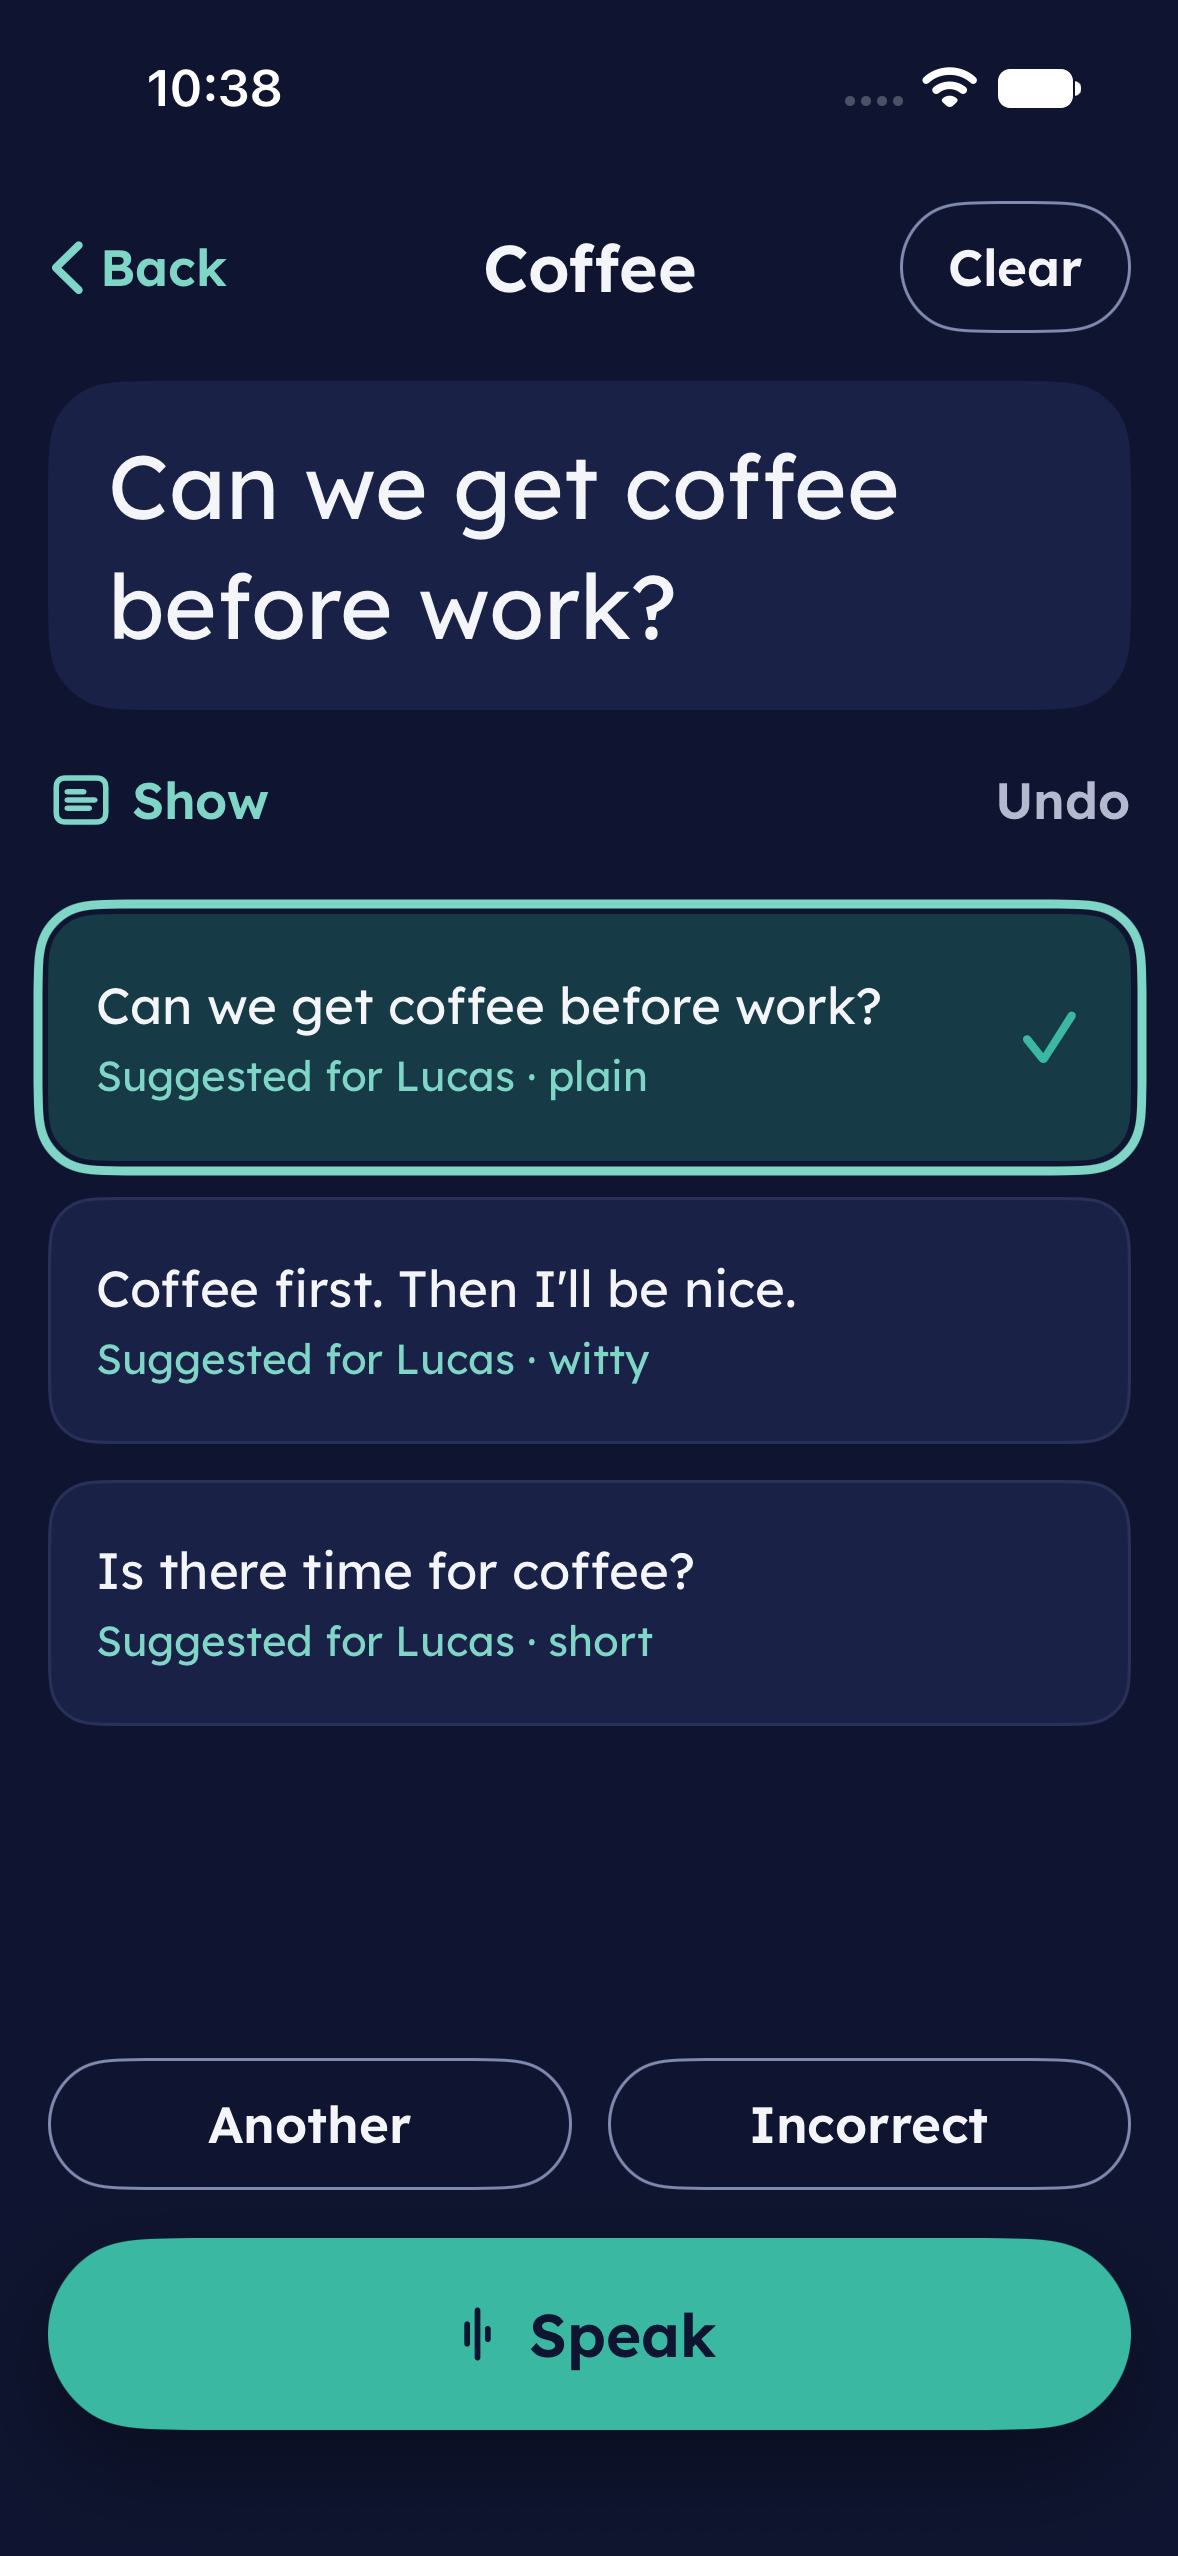 10:38
Back
Coffee
Clear
Can we get coffee
before work?
Show
Undo
Can we get coffee before work?
Suggested for Lucas · plain
Coffee first. Then I'll be nice.
Suggested for Lucas · witty
Is there time for coffee?
Suggested for Lucas · short
Another
Incorrect
Speak